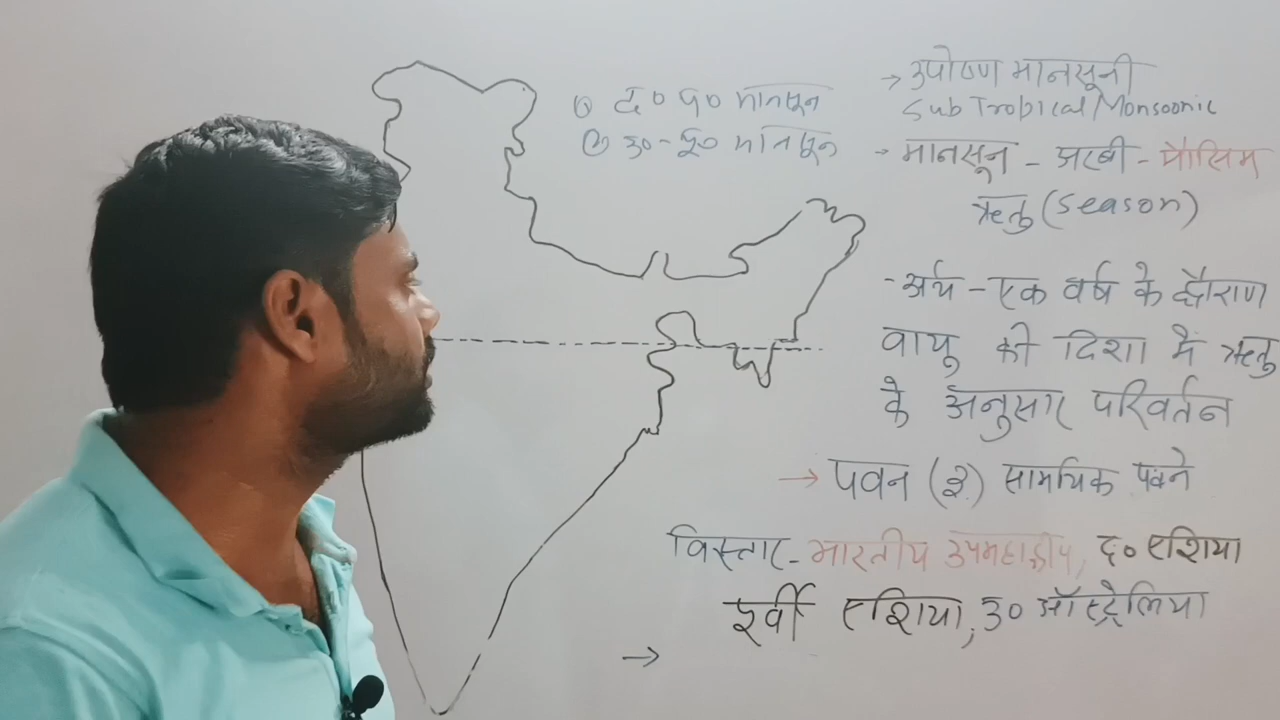 ① द० प० मानसून
② उ०-पू० मानसून
→ उपोष्ण मानसूनी
Sub Tropical/Monsoonic
→ मानसून - अरबी - मौसिम
ऋतु (Season)
- अर्थ - एक वर्ष के दौराण
वायु की दिशा में ऋतु
के अनुसार परिवर्तन
→ पवन (३) सामयिक पवने
विस्तार - भारतीय उपमहाद्वीप, द० एशिया
पूर्वी एशिया, उ० ऑस्ट्रेलिया
→